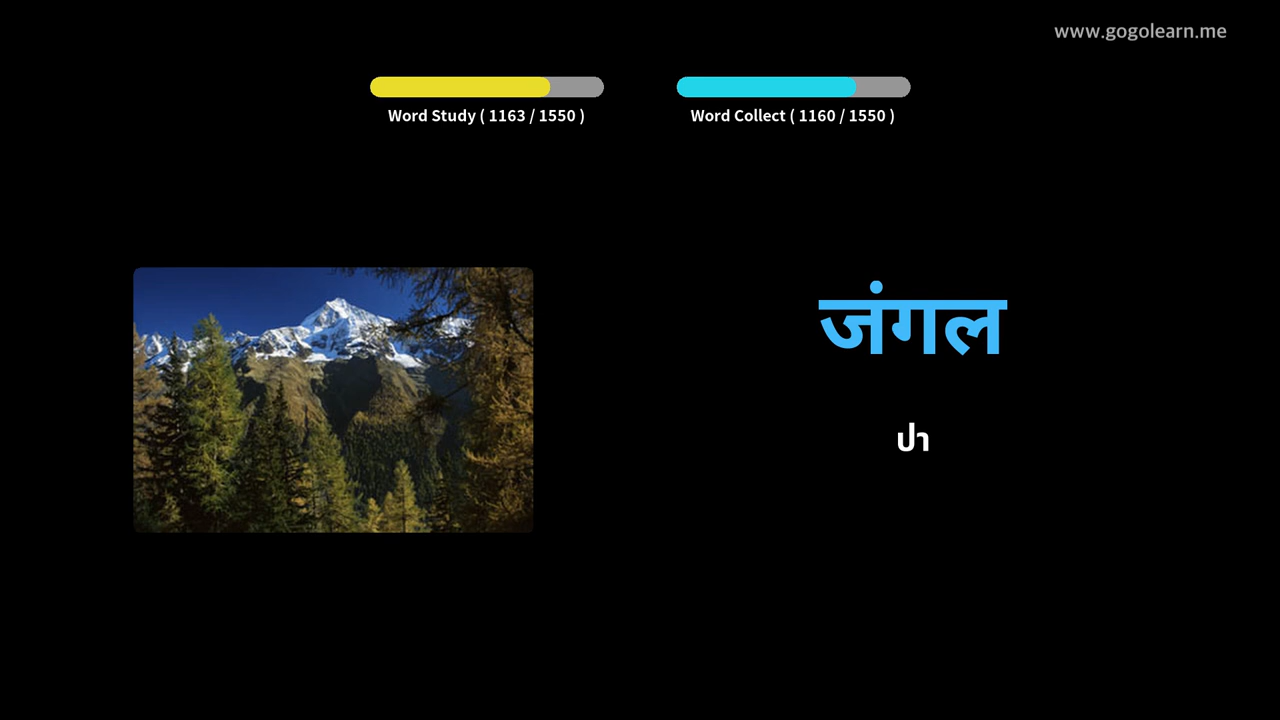 www.gogolearn.me
Word Study ( 1163 / 1550 )
Word Collect ( 1160 / 1550 )
जंगल
ปา